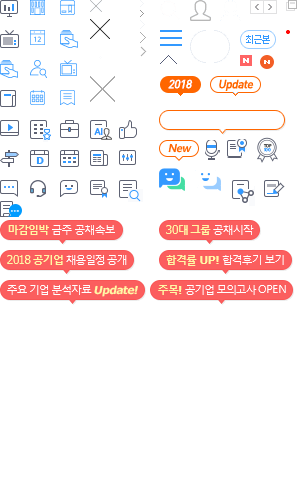 12
최근본
N
N
2018
Update
AI
New
TOP
100
D
마감임박 금주 공채속보
30대 그룹 공채시작
2018 공기업 채용일정 공개
합격률 UP! 합격후기 보기
주요 기업 분석자료 Update!
주목! 공기업 모의고사 OPEN